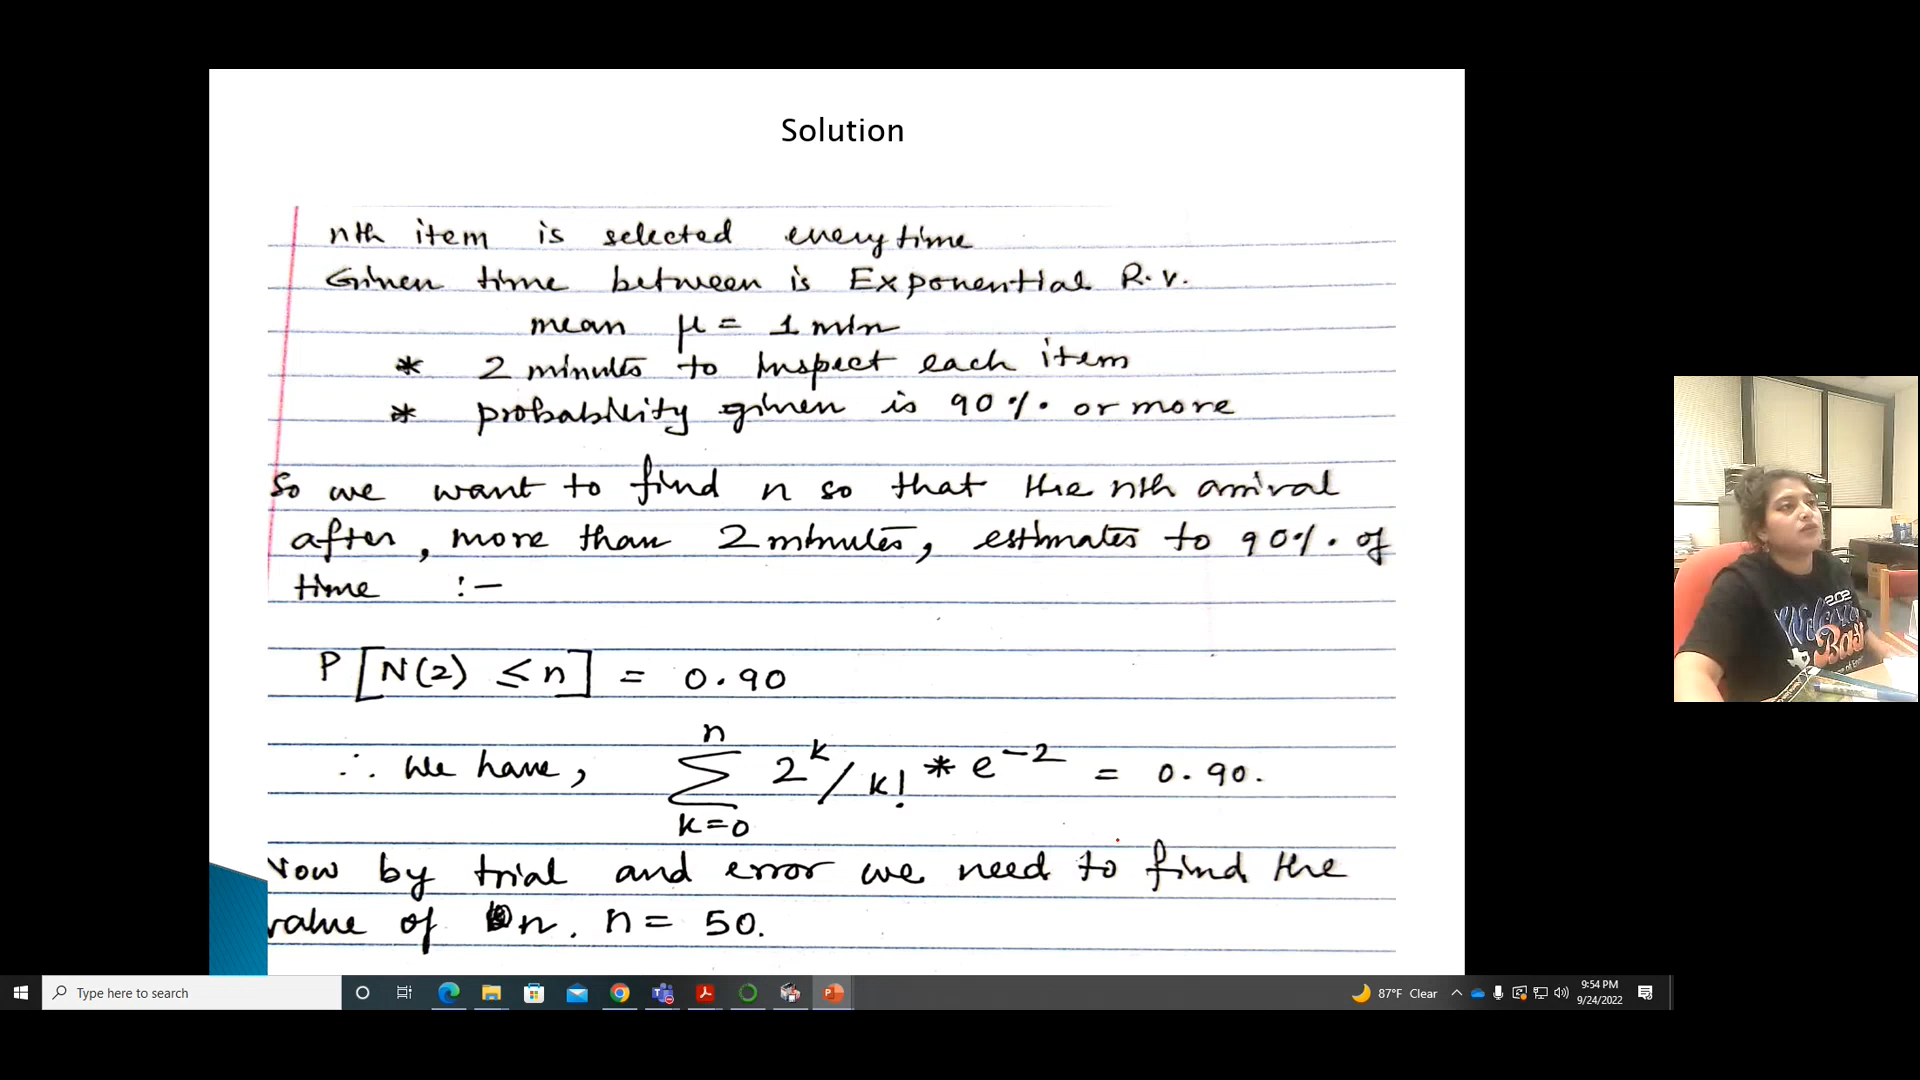 Solution
nth item is selected everytime
Given time between is Exponential R.V.
mean μ = 1 min
* 2 minutes to inspect each item
* probability given is 90%. or more
So we want to find n so that the nth arrival
after, more than 2 minutes, estimates to 90%. of
time :-
P [N(2) ≤ n] = 0.90
∴ We have, n∑k=0 2^k/k! * e^-2 = 0.90.
Now by trial and error we need to find the
value of n. n = 50.
Type here to search
87°F Clear
9:54 PM
9/24/2022